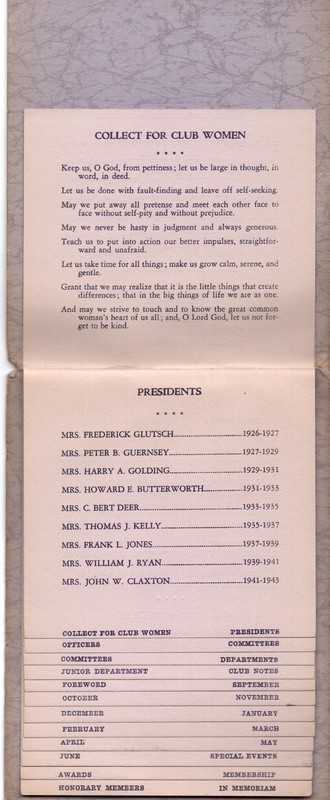 COLLECT FOR CLUB WOMEN
Keep us, O God, from pettiness; let us be large in thought, in
word, in deed.
Let us be done with fault-finding and leave off self-seeking.
May we put away all pretense and meet each other face to
face without self-pity and without prejudice.
May we never be hasty in judgment and always generous.
Teach us to put into action our better impulses, straightfor-
ward and unafraid.
Let us take time for all things; make us grow calm, serene, and
gentle.
Grant that we may realize that it is the little things that create
differences; that in the big things of life we are as one.
And may we strive to touch and to know the great common
woman's heart of us all; and, O Lord God, let us not for-
get to be kind.
PRESIDENTS
MRS. FREDERICK GLUTSCH 1926-1927
MRS. PETER B. GUERNSEY 1927-1929
MRS. HARRY A. GOLDING 1929-1931
MRS. HOWARD E. BUTTERWORTH 1931-1933
MRS. C. BERT DEER 1933-1935
MRS. THOMAS J. KELLY 1935-1937
MRS. FRANK L. JONES 1937-1939
MRS. WILLIAM J. RYAN 1939-1941
MRS. JOHN W. CLAXTON 1941-1943
COLLECT FOR CLUB WOMEN PRESIDENTS
OFFICERS COMMITTEES
COMMITTEES DEPARTMENTS
JUNIOR DEPARTMENT CLUB NOTES
FOREWORD SEPTEMBER
OCTOBER NOVEMBER
DECEMBER JANUARY
FEBRUARY MARCH
APRIL MAY
JUNE SPECIAL EVENTS
AWARDS MEMBERSHIP
HONORARY MEMBERS IN MEMORIAM